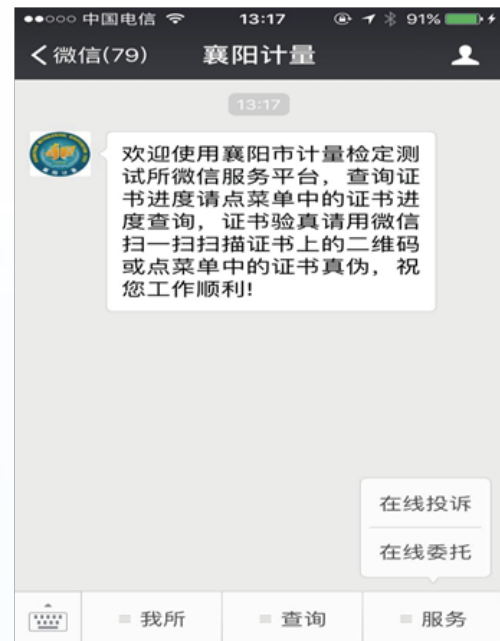 中国电信 13:17 91%
微信(79) 襄阳计量
13:17
欢迎使用襄阳市计量检定测
试所微信服务平台，查询证
书进度请点菜单中的证书进
度查询，证书验真请用微信
扫一扫扫描证书上的二维码
或点菜单中的证书真伪，祝
您工作顺利!
在线投诉
在线委托
我所 查询 服务